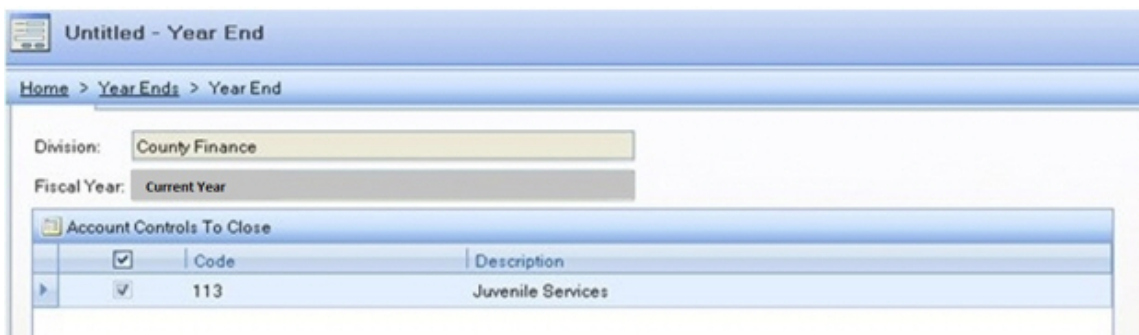 Untitled - Year End
Home > Year Ends > Year End
Division: County Finance
Fiscal Year: Current Year
Account Controls To Close
Code Description
113 Juvenile Services